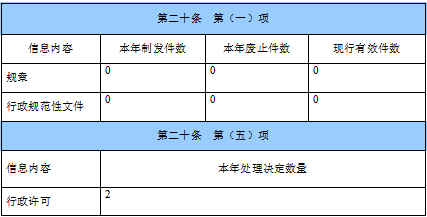 第二十条 第（一）项
信息内容 本年制发件数 本年废止件数 现行有效件数
规章 0 0 0
行政规范性文件 0 0 0
第二十条 第（五）项
信息内容 本年处理决定数量
行政许可 2